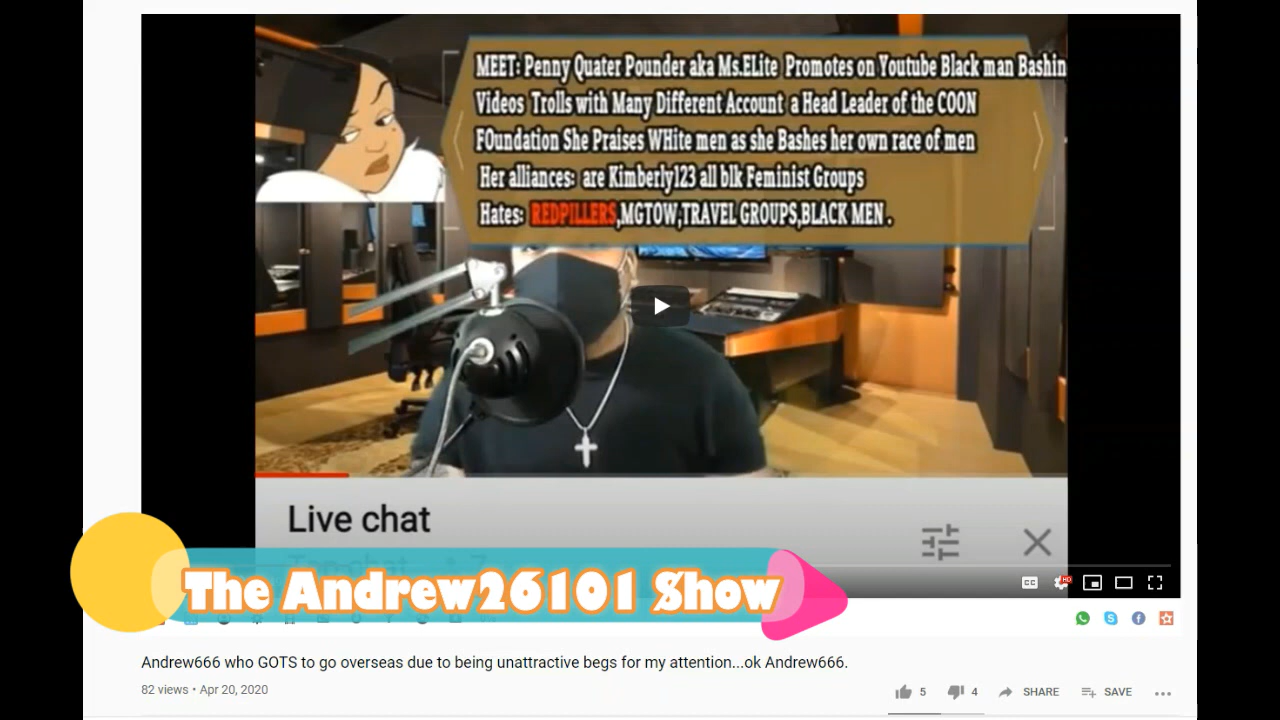 MEET: Penny Quater Pounder aka Ms.ELite Promotes on Youtube Black man Bashin
Videos Trolls with Many Different Account a Head Leader of the COON
FOundation She Praises WHite men as she Bashes her own race of men
Her alliances: are Kimberly123 all blk Feminist Groups
Hates: REDPILLERS,MGTOW,TRAVEL GROUPS,BLACK MEN.
Live chat
CC HD
The Andrew26101 Show
Andrew666 who GOTS to go overseas due to being unattractive begs for my attention...ok Andrew666.
82 views • Apr 20, 2020
5 4 SHARE SAVE